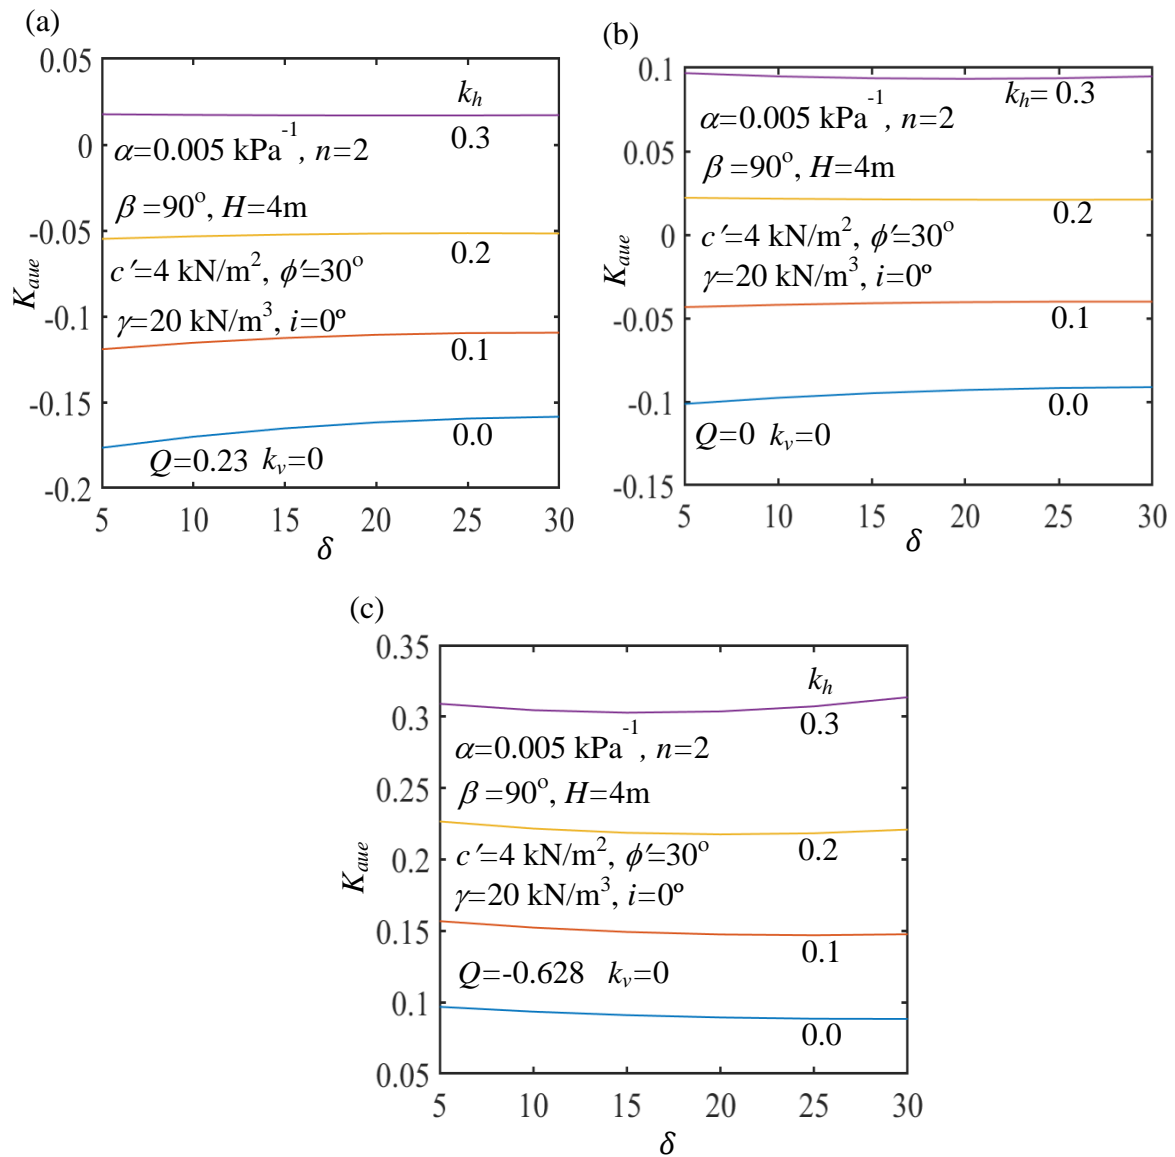 (a)
0.05
0
-0.05
-0.1
-0.15
-0.2
K_aue
k_h
0.3
α=0.005 kPa⁻¹, n=2
β =90°, H=4m
0.2
c′=4 kN/m², ϕ′=30°
γ=20 kN/m³, i=0º
0.1
0.0
Q=0.23 k_v=0
5 10 15 20 25 30
δ
(b)
0.1
0.05
0
-0.05
-0.1
-0.15
K_aue
k_h= 0.3
α=0.005 kPa⁻¹, n=2
β =90°, H=4m
0.2
c′=4 kN/m², ϕ′=30°
γ=20 kN/m³, i=0º
0.1
0.0
Q=0 k_v=0
5 10 15 20 25 30
δ
(c)
0.35
0.3
0.25
0.2
0.15
0.1
0.05
K_aue
k_h
0.3
α=0.005 kPa⁻¹, n=2
β =90°, H=4m
0.2
c′=4 kN/m², ϕ′=30°
γ=20 kN/m³, i=0º
0.1
Q=-0.628 k_v=0
0.0
5 10 15 20 25 30
δ